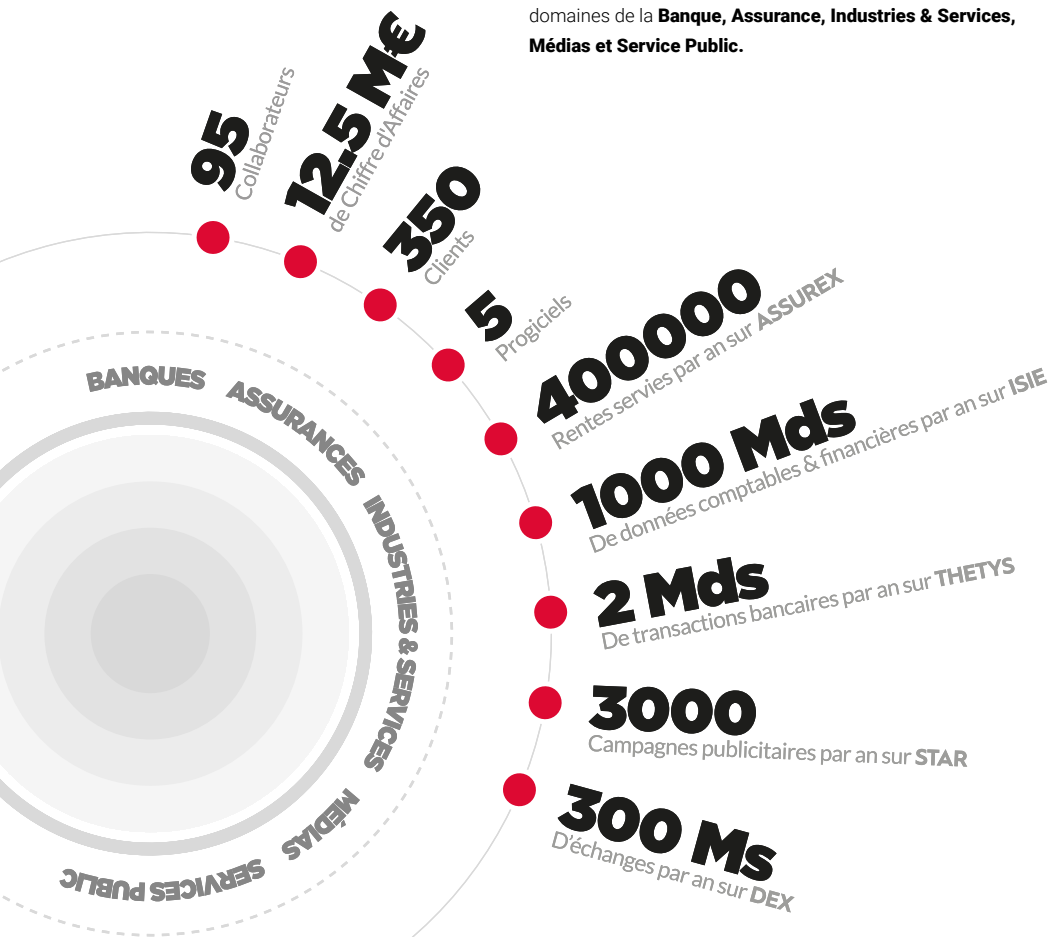 domaines de la Banque, Assurance, Industries & Services,
Médias et Service Public.
95
Collaborateurs
12.5 M€
de Chiffre d'Affaires
350
Clients
5
Progiciels
400000
Rentes servies par an sur ASSUREX
1000 Mds
De données comptables & financières par an sur ISIE
2 Mds
De transactions bancaires par an sur THETYS
3000
Campagnes publicitaires par an sur STAR
300 Ms
D'échanges par an sur DEX
BANQUES
ASSURANCES
INDUSTRIES & SERVICES
MÉDIAS
SERVICES PUBLIC